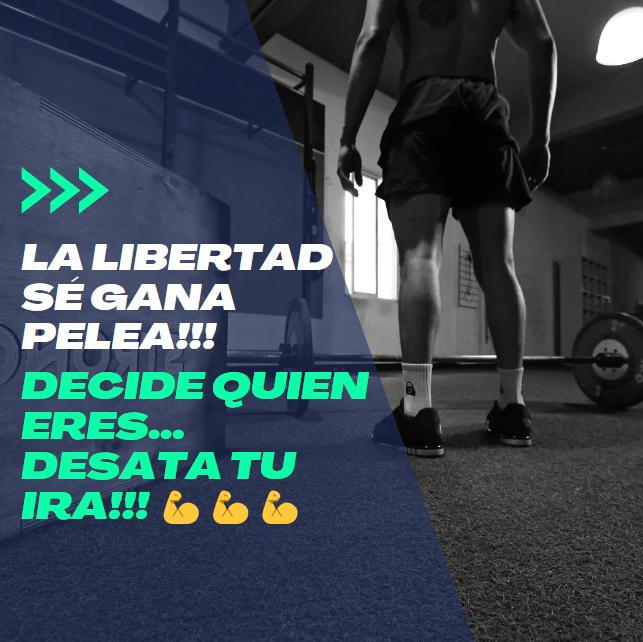 LA LIBERTAD
SÉ GANA
PELEA!!!
DECIDE QUIEN
ERES...
DESATA TU
IRA!!! 💪 💪 💪